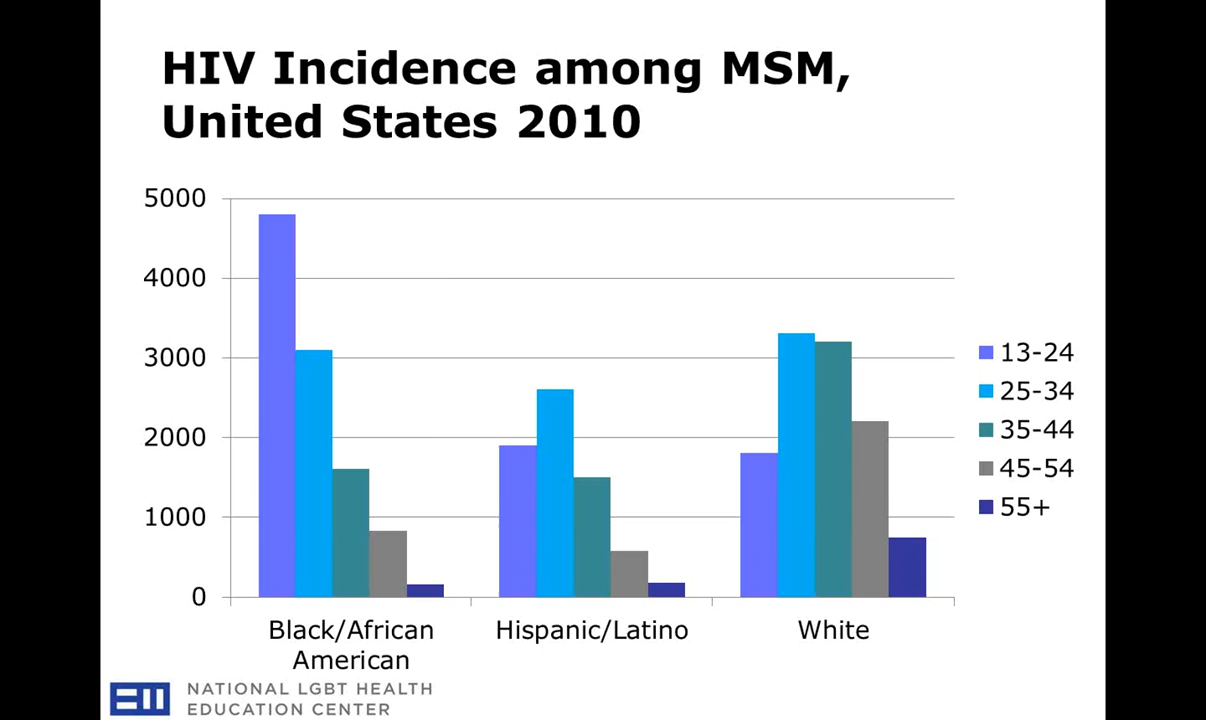 HIV Incidence among MSM,
United States 2010
5000
4000
3000
2000
1000
0
13-24
25-34
35-44
45-54
55+
Black/African
American
Hispanic/Latino
White
NATIONAL LGBT HEALTH
EDUCATION CENTER